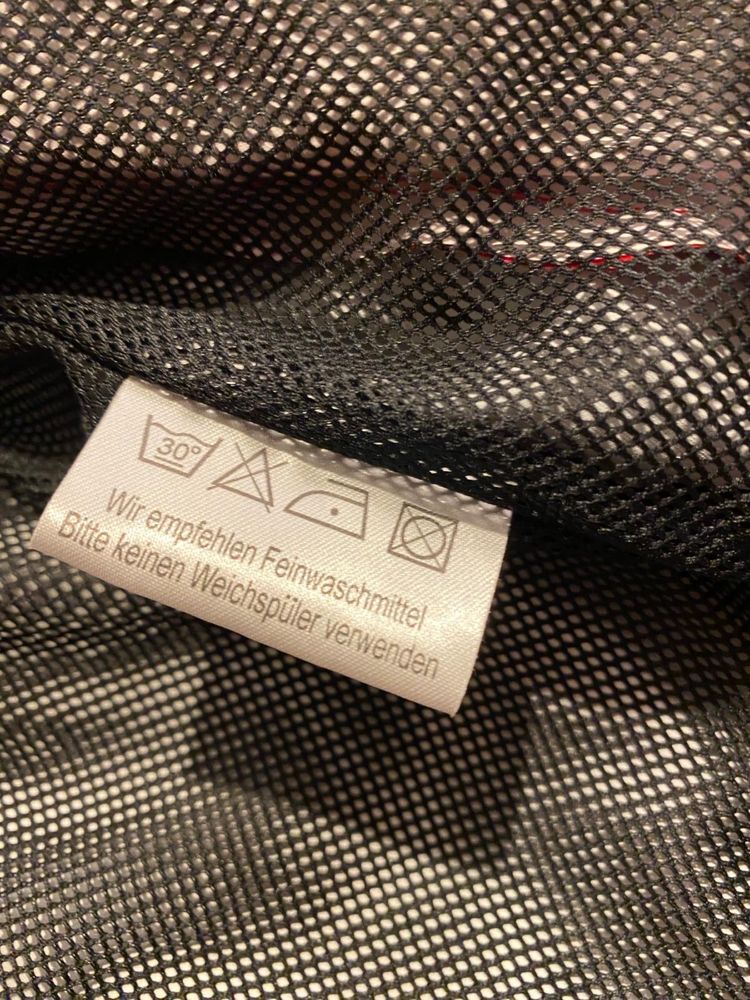 30°
Wir empfehlen Feinwaschmittel
Bitte keinen Weichspüler verwenden